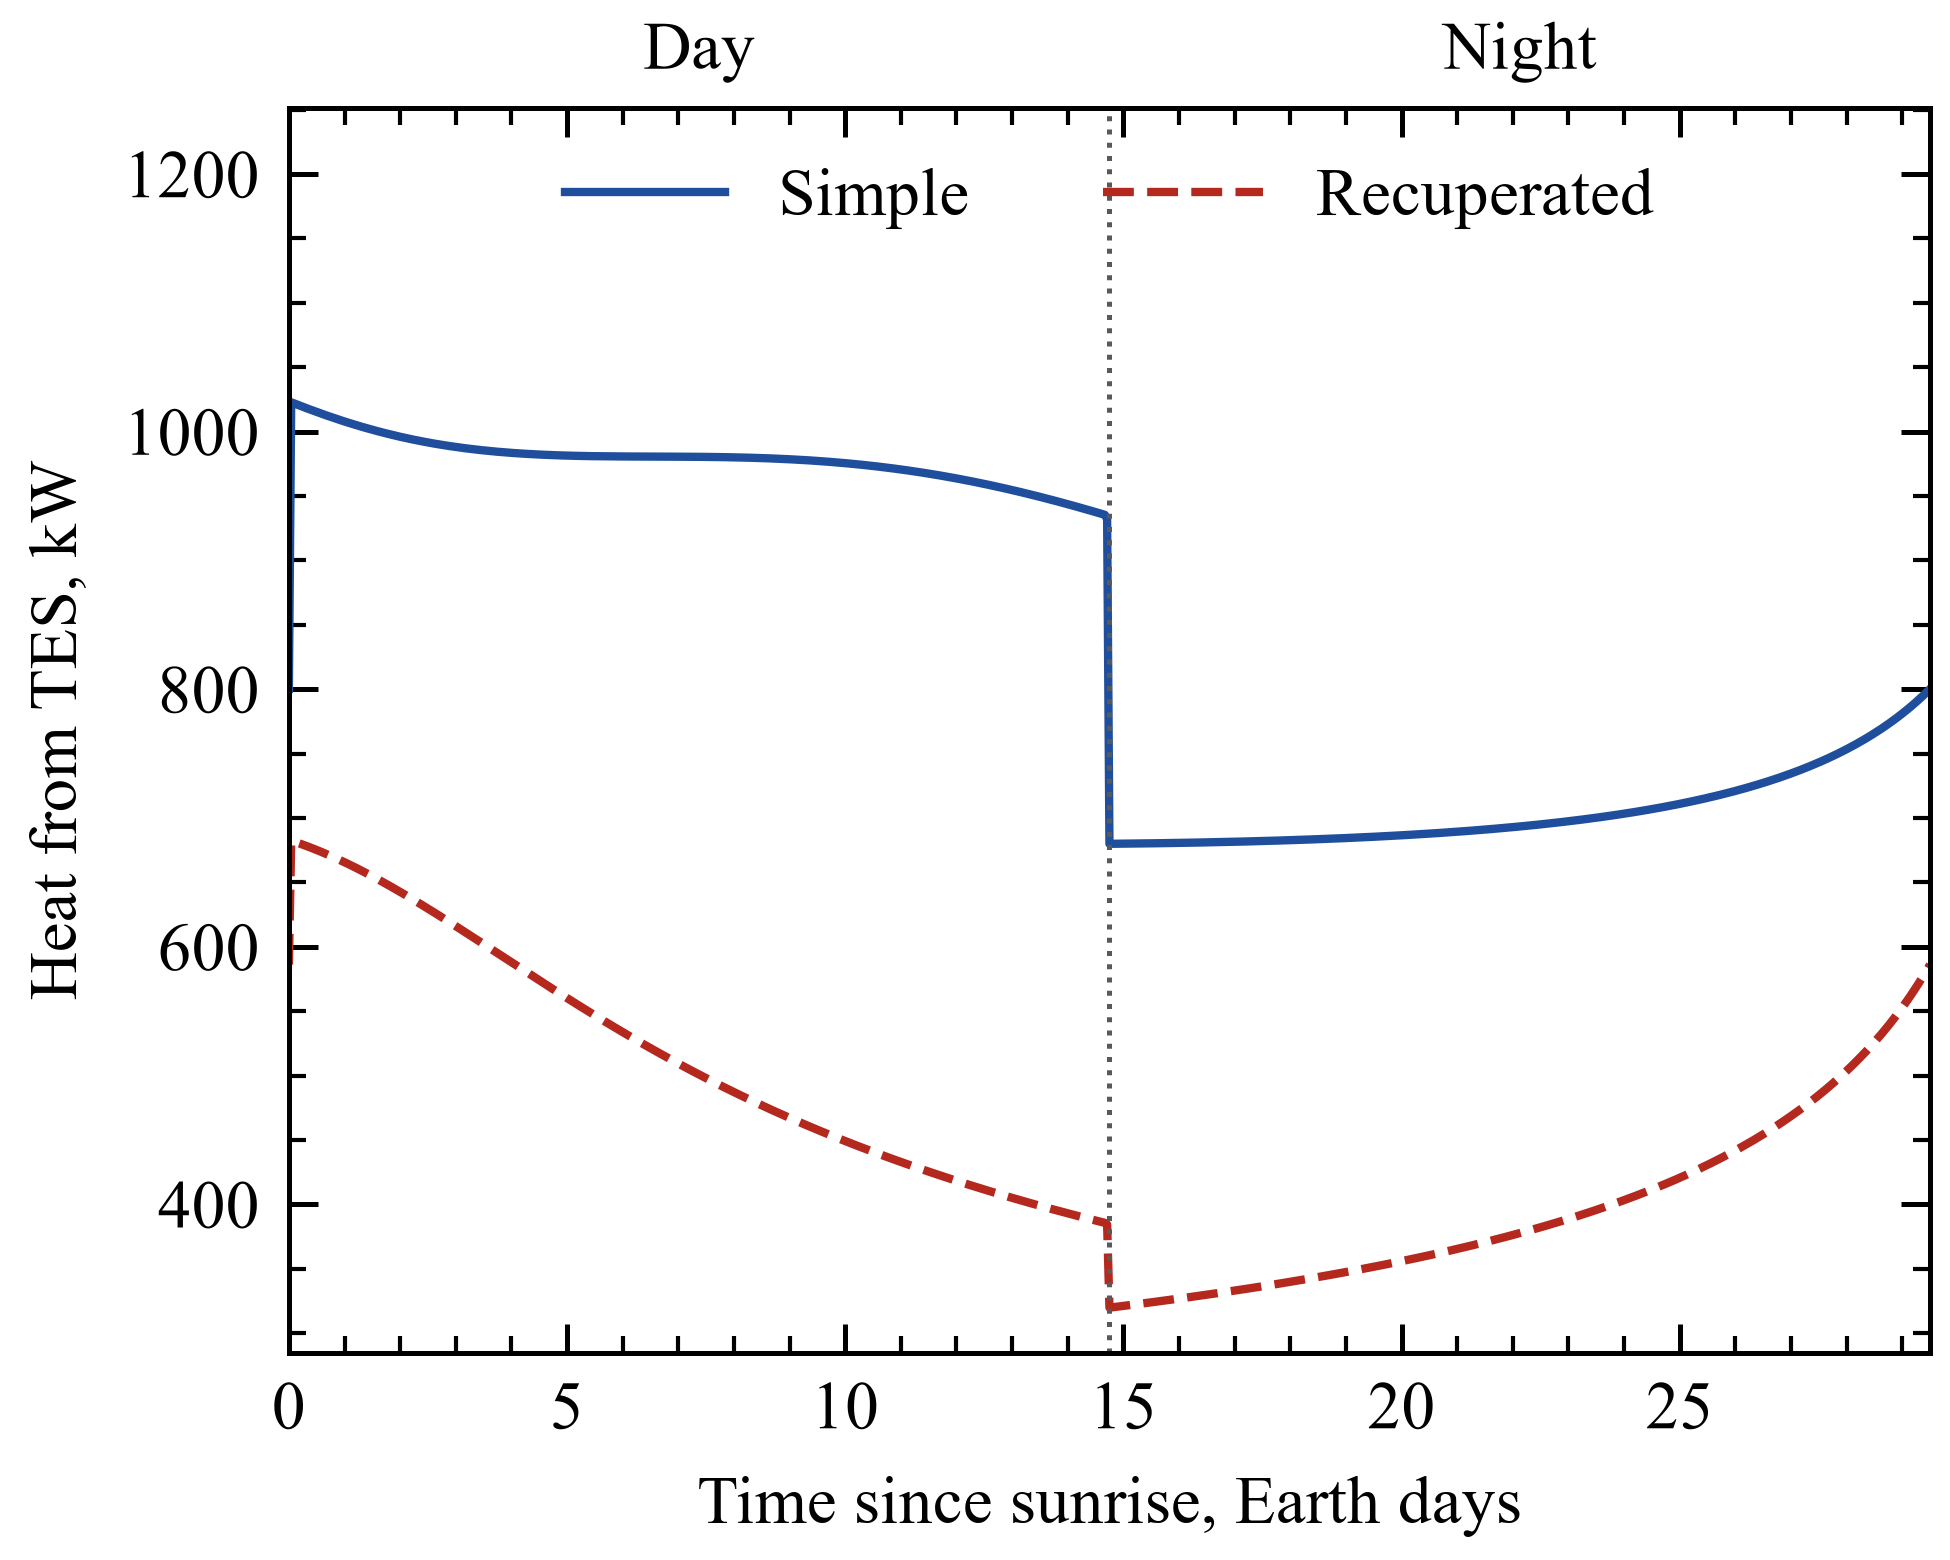 Day Night
Simple Recuperated
Heat from TES, kW
1200
1000
800
600
400
0 5 10 15 20 25
Time since sunrise, Earth days